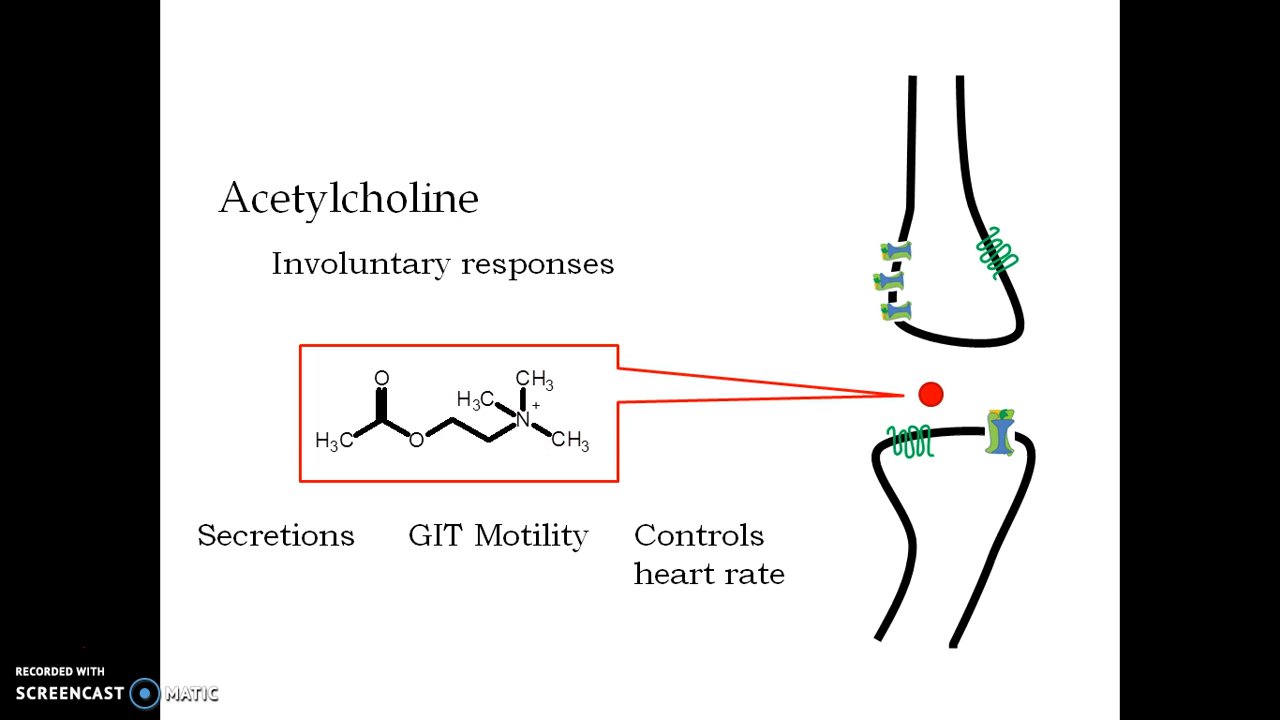 Acetylcholine
Involuntary responses
O
CH3
H3C
+
N
H3C
O
CH3
Secretions
GIT Motility
Controls
heart rate
RECORDED WITH
SCREENCAST MATIC